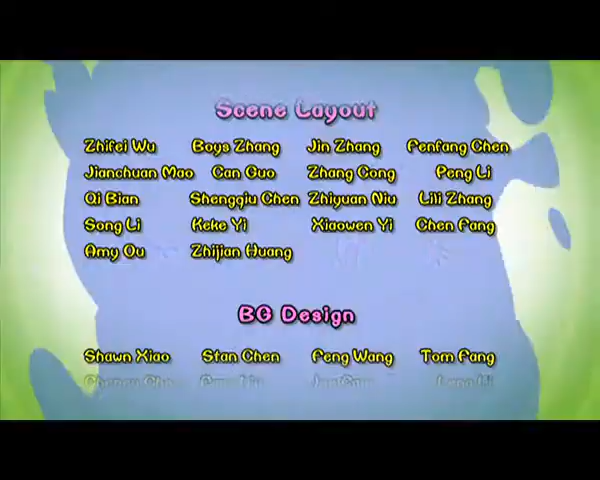 Scene Layout
Zhifei Wu Boys Zhang Jin Zhang Fenfang Chen
Jianchuan Mao Can Guo Zhang Cong Peng Li
Qi Bian Shengqiu Chen Zhiyuan Niu Lili Zhang
Song Li Keke Yi Xiaowen Yi Chen Fang
Amy Ou Zhijian Huang
BG Design
Shawn Xiao Stan Chen Feng Wang Tom Fang